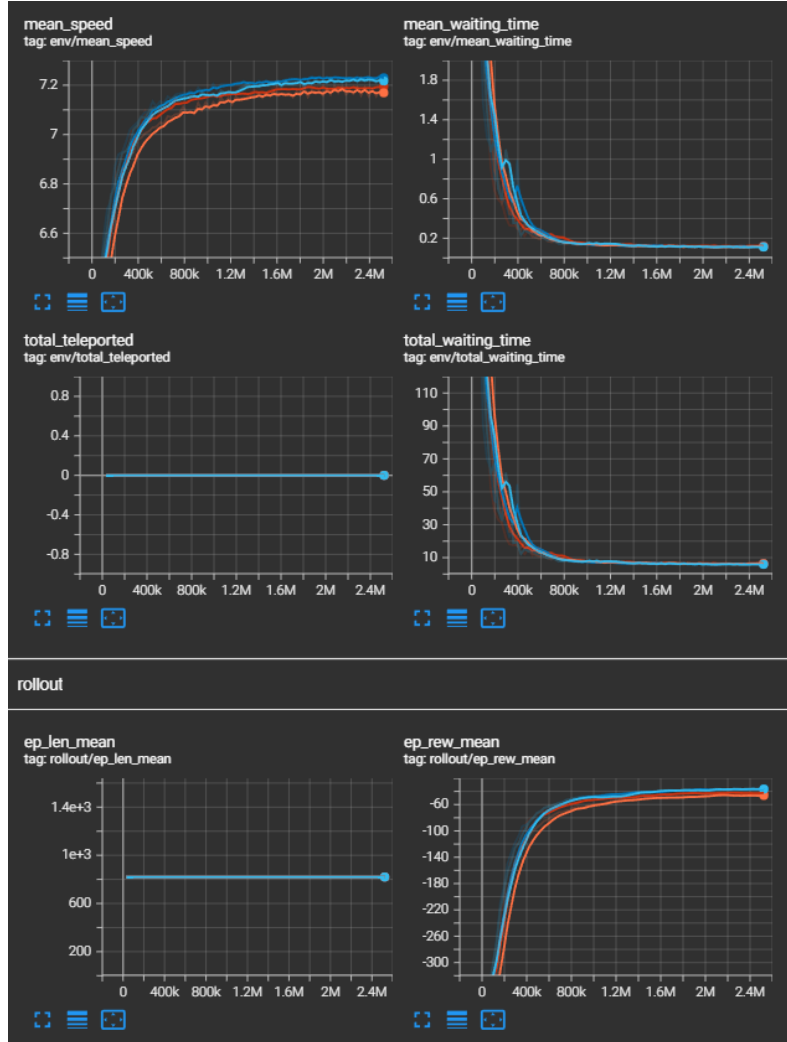 mean_speed
tag: env/mean_speed
7.2
7
6.8
6.6
0 400k 800k 1.2M 1.6M 2M 2.4M
mean_waiting_time
tag: env/mean_waiting_time
1.8
1.4
1
0.6
0.2
0 400k 800k 1.2M 1.6M 2M 2.4M
total_teleported
tag: env/total_teleported
0.8
0.4
0
-0.4
-0.8
0 400k 800k 1.2M 1.6M 2M 2.4M
total_waiting_time
tag: env/total_waiting_time
110
90
70
50
30
10
0 400k 800k 1.2M 1.6M 2M 2.4M
rollout
ep_len_mean
tag: rollout/ep_len_mean
1.4e+3
1e+3
600
200
0 400k 800k 1.2M 1.6M 2M 2.4M
ep_rew_mean
tag: rollout/ep_rew_mean
-60
-100
-140
-180
-220
-260
-300
0 400k 800k 1.2M 1.6M 2M 2.4M